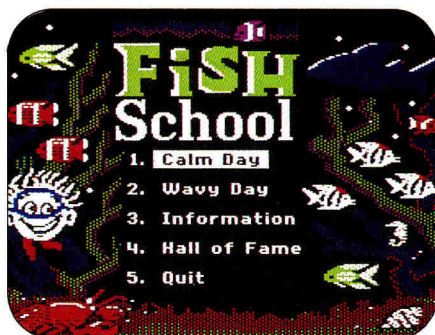 FiSH
School
1. Calm Day
2. Wavy Day
3. Information
4. Hall of Fame
5. Quit